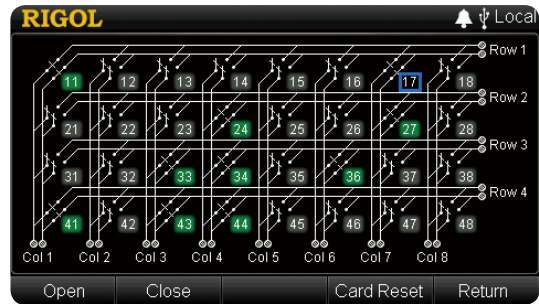 RIGOL Local
Row 1
11 12 13 14 15 16 17 18
Row 2
21 22 23 24 25 26 27 28
Row 3
31 32 33 34 35 36 37 38
Row 4
41 42 43 44 45 46 47 48
Col 1 Col 2 Col 3 Col 4 Col 5 Col 6 Col 7 Col 8
Open Close Card Reset Return